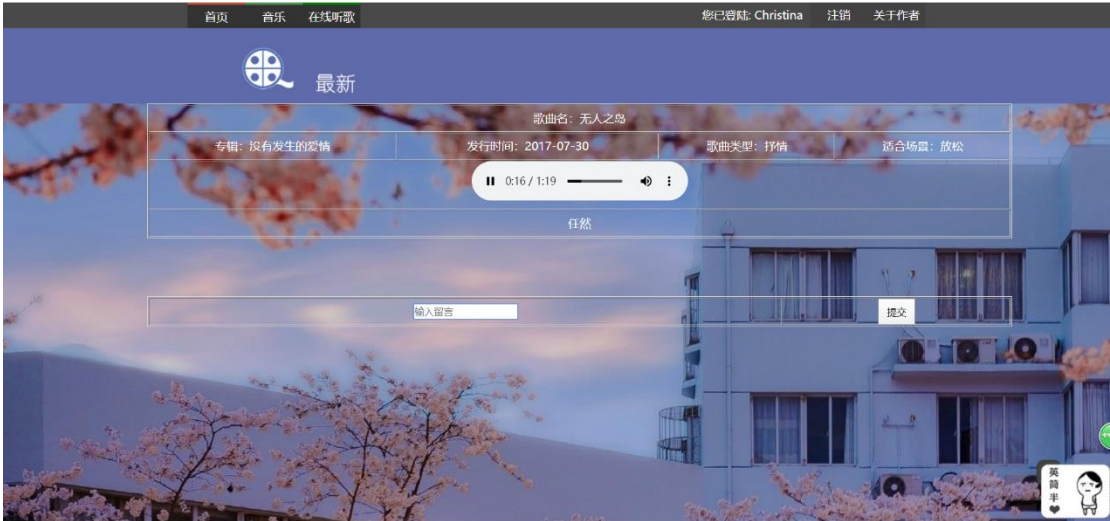 首页 音乐 在线听歌 您已登陆: Christina 注销 关于作者
最新
歌曲名：无人之岛
专辑：没有发生的爱情 发行时间：2017-07-30 歌曲类型：抒情 适合场景：放松
0:16 / 1:19
任然
输入留言 提交
英
简
半